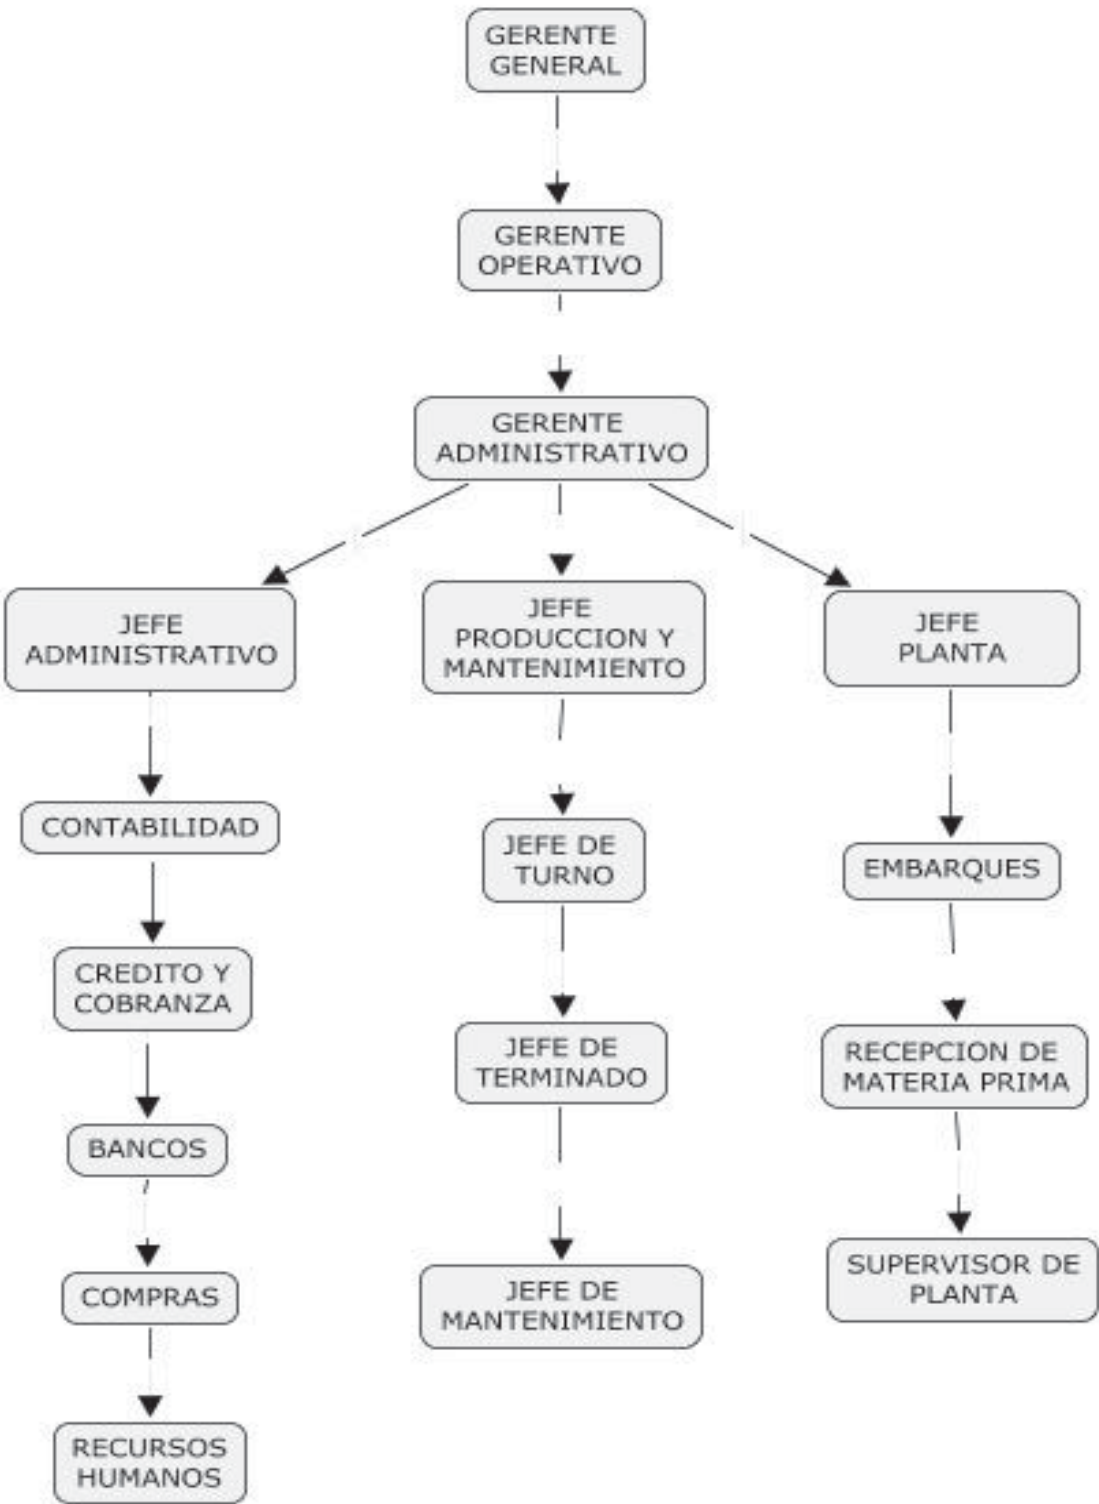 GERENTE
GENERAL
GERENTE
OPERATIVO
GERENTE
ADMINISTRATIVO
JEFE
ADMINISTRATIVO
CONTABILIDAD
CREDITO Y
COBRANZA
BANCOS
COMPRAS
RECURSOS
HUMANOS
JEFE
PRODUCCION Y
MANTENIMIENTO
JEFE DE
TURNO
JEFE DE
TERMINADO
JEFE DE
MANTENIMIENTO
JEFE
PLANTA
EMBARQUES
RECEPCION DE
MATERIA PRIMA
SUPERVISOR DE
PLANTA